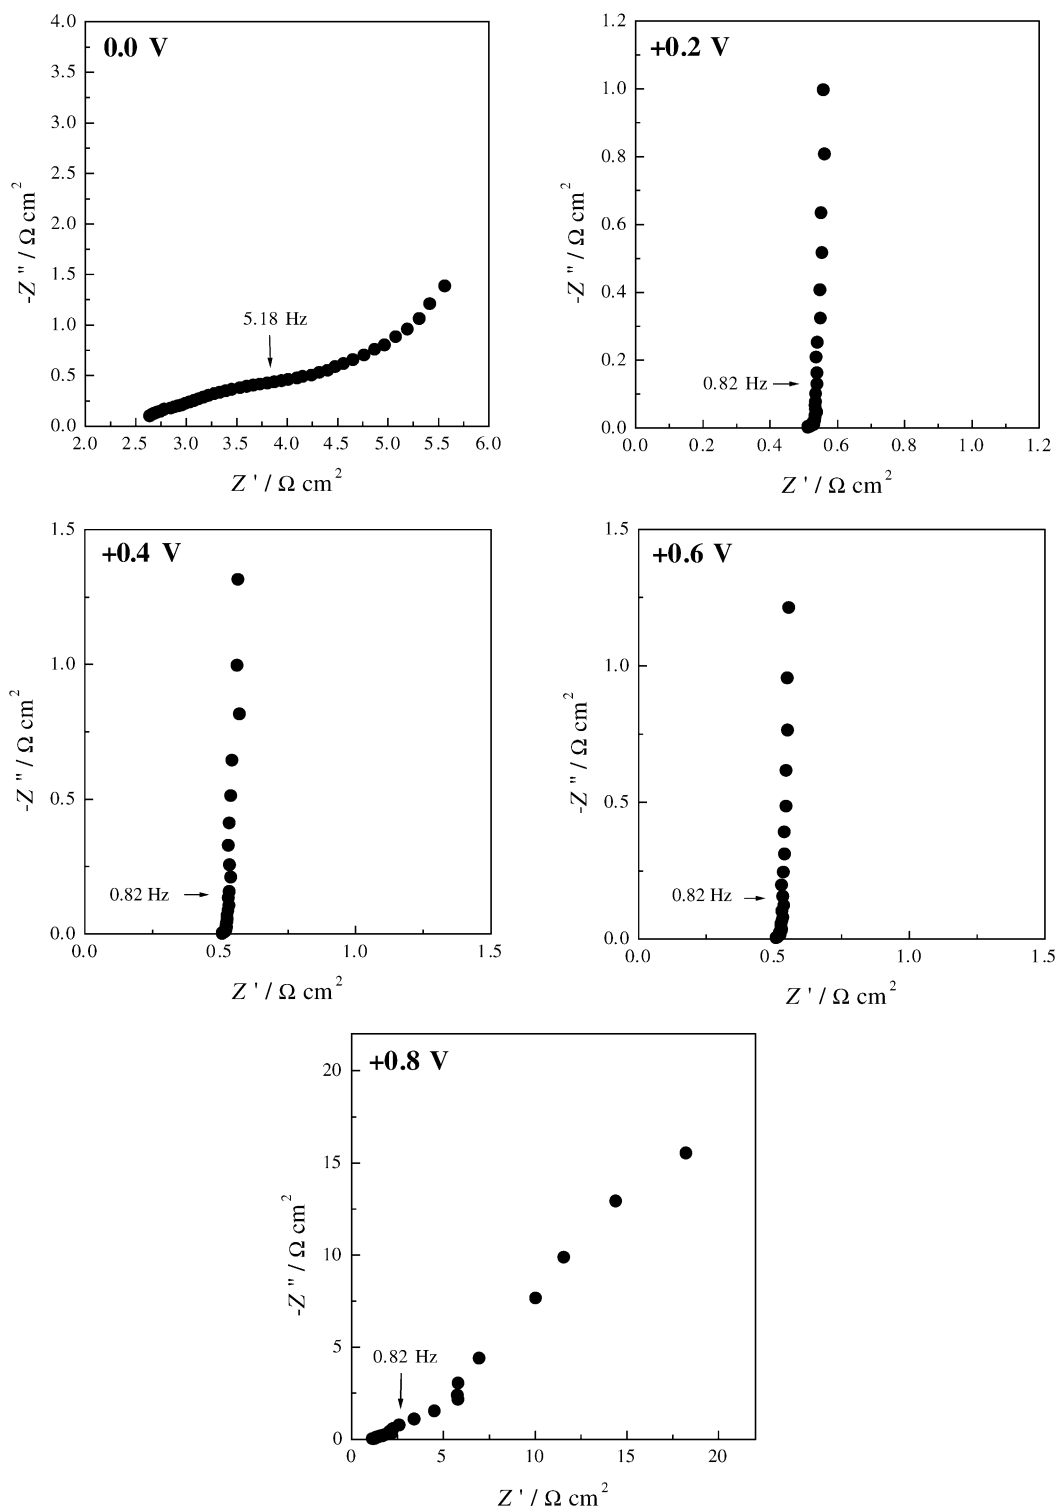 0.0 V
4.0
3.5
3.0
2.5
2.0
1.5
1.0
0.5
0.0
-Z '' / Ω cm²
5.18 Hz
2.0 2.5 3.0 3.5 4.0 4.5 5.0 5.5 6.0
Z ' / Ω cm²
+0.2 V
1.2
1.0
0.8
0.6
0.4
0.2
0.0
-Z '' / Ω cm²
0.82 Hz
0.0 0.2 0.4 0.6 0.8 1.0 1.2
Z ' / Ω cm²
+0.4 V
1.5
1.0
0.5
0.0
-Z '' / Ω cm²
0.82 Hz
0.0 0.5 1.0 1.5
Z ' / Ω cm²
+0.6 V
1.5
1.0
0.5
0.0
-Z '' / Ω cm²
0.82 Hz
0.0 0.5 1.0 1.5
Z ' / Ω cm²
+0.8 V
20
15
10
5
0
-Z '' / Ω cm²
0.82 Hz
0 5 10 15 20
Z ' / Ω cm²